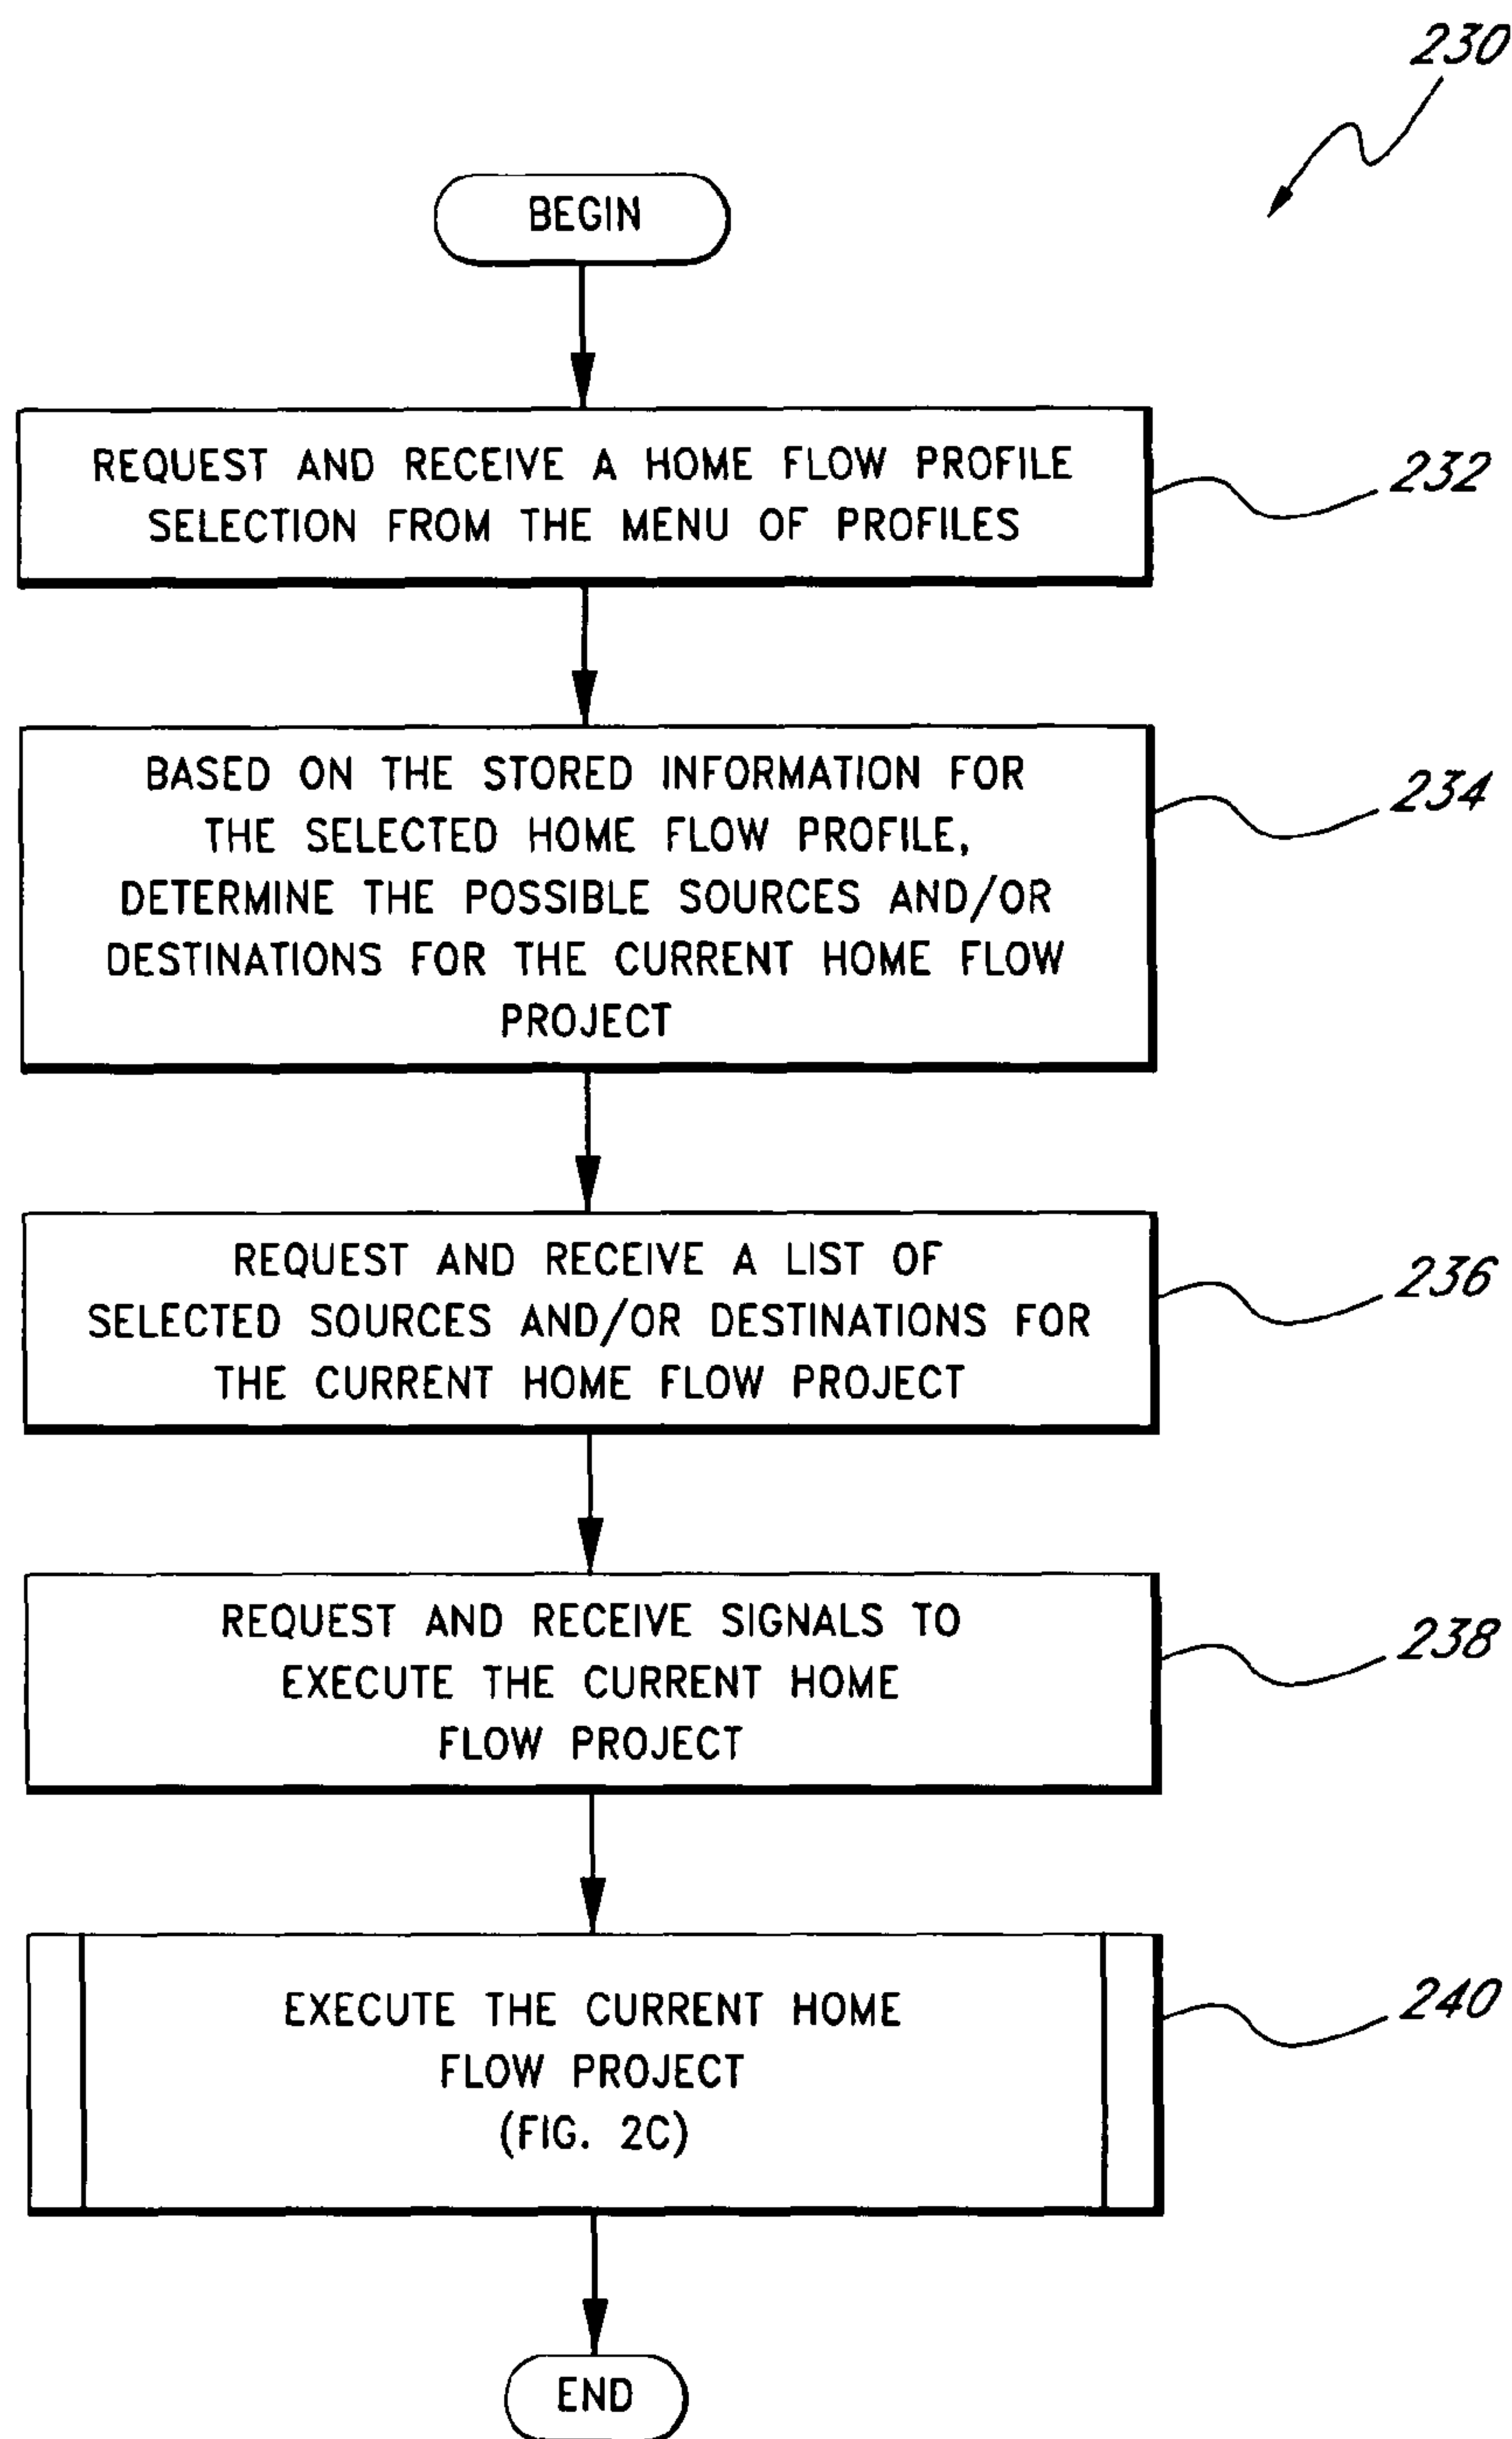 230
BEGIN
REQUEST AND RECEIVE A HOME FLOW PROFILE
SELECTION FROM THE MENU OF PROFILES
232
BASED ON THE STORED INFORMATION FOR
THE SELECTED HOME FLOW PROFILE,
DETERMINE THE POSSIBLE SOURCES AND/OR
DESTINATIONS FOR THE CURRENT HOME FLOW
PROJECT
234
REQUEST AND RECEIVE A LIST OF
SELECTED SOURCES AND/OR DESTINATIONS FOR
THE CURRENT HOME FLOW PROJECT
236
REQUEST AND RECEIVE SIGNALS TO
EXECUTE THE CURRENT HOME
FLOW PROJECT
238
EXECUTE THE CURRENT HOME
FLOW PROJECT
(FIG. 2C)
240
END